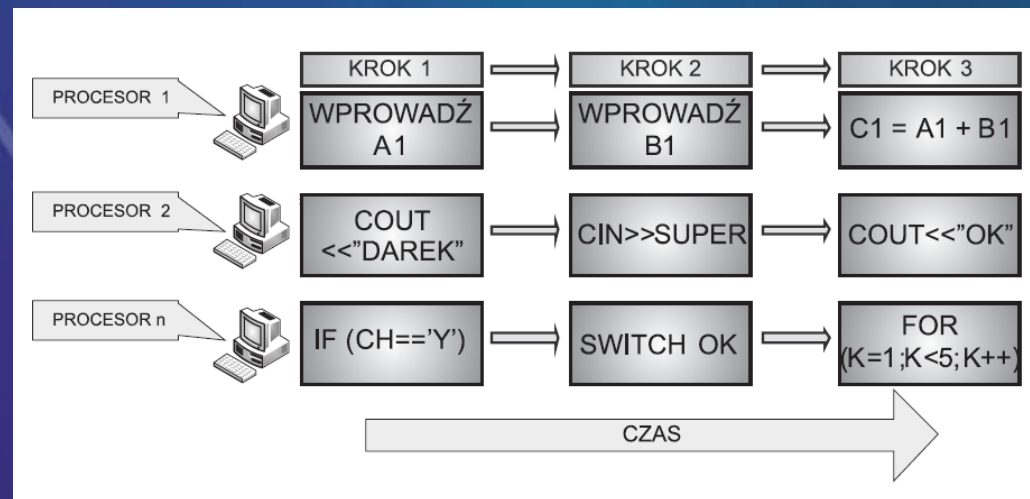 KROK 1
KROK 2
KROK 3
PROCESOR 1
WPROWADŹ
A1
WPROWADŹ
B1
C1 = A1 + B1
PROCESOR 2
COUT
<<”DAREK”
CIN>>SUPER
COUT<<”OK”
PROCESOR n
IF (CH=='Y')
SWITCH OK
FOR
(K=1;K<5;K++)
CZAS